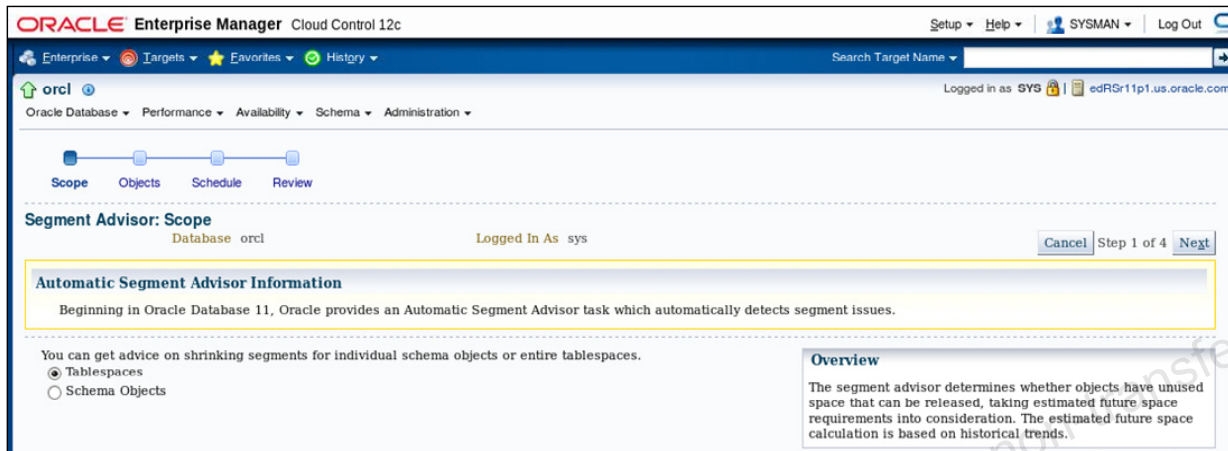 ORACLE Enterprise Manager Cloud Control 12c
Setup Help SYSMAN Log Out
Enterprise Targets Favorites History
Search Target Name
orcl
Logged in as SYS edRSr11p1.us.oracle.com
Oracle Database Performance Availability Schema Administration
Scope Objects Schedule Review
Segment Advisor: Scope
Database orcl
Logged In As sys
Cancel Step 1 of 4 Next
Automatic Segment Advisor Information
Beginning in Oracle Database 11, Oracle provides an Automatic Segment Advisor task which automatically detects segment issues.
You can get advice on shrinking segments for individual schema objects or entire tablespaces.
Tablespaces
Schema Objects
Overview
The segment advisor determines whether objects have unused
space that can be released, taking estimated future space
requirements into consideration. The estimated future space
calculation is based on historical trends.